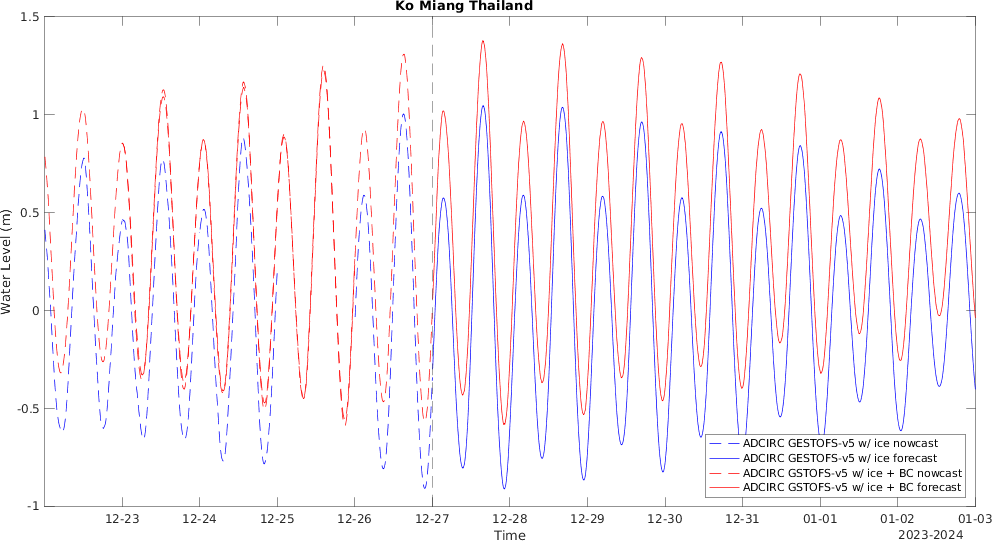 Ko Miang Thailand
Water Level (m)
1.5
1
0.5
0
-0.5
-1
ADCIRC GESTOFS-v5 w/ ice nowcast
ADCIRC GESTOFS-v5 w/ ice forecast
ADCIRC GSTOFS-v5 w/ ice + BC nowcast
ADCIRC GSTOFS-v5 w/ ice + BC forecast
12-23 12-24 12-25 12-26 12-27 12-28 12-29 12-30 12-31 01-01 01-02 01-03
Time
2023-2024